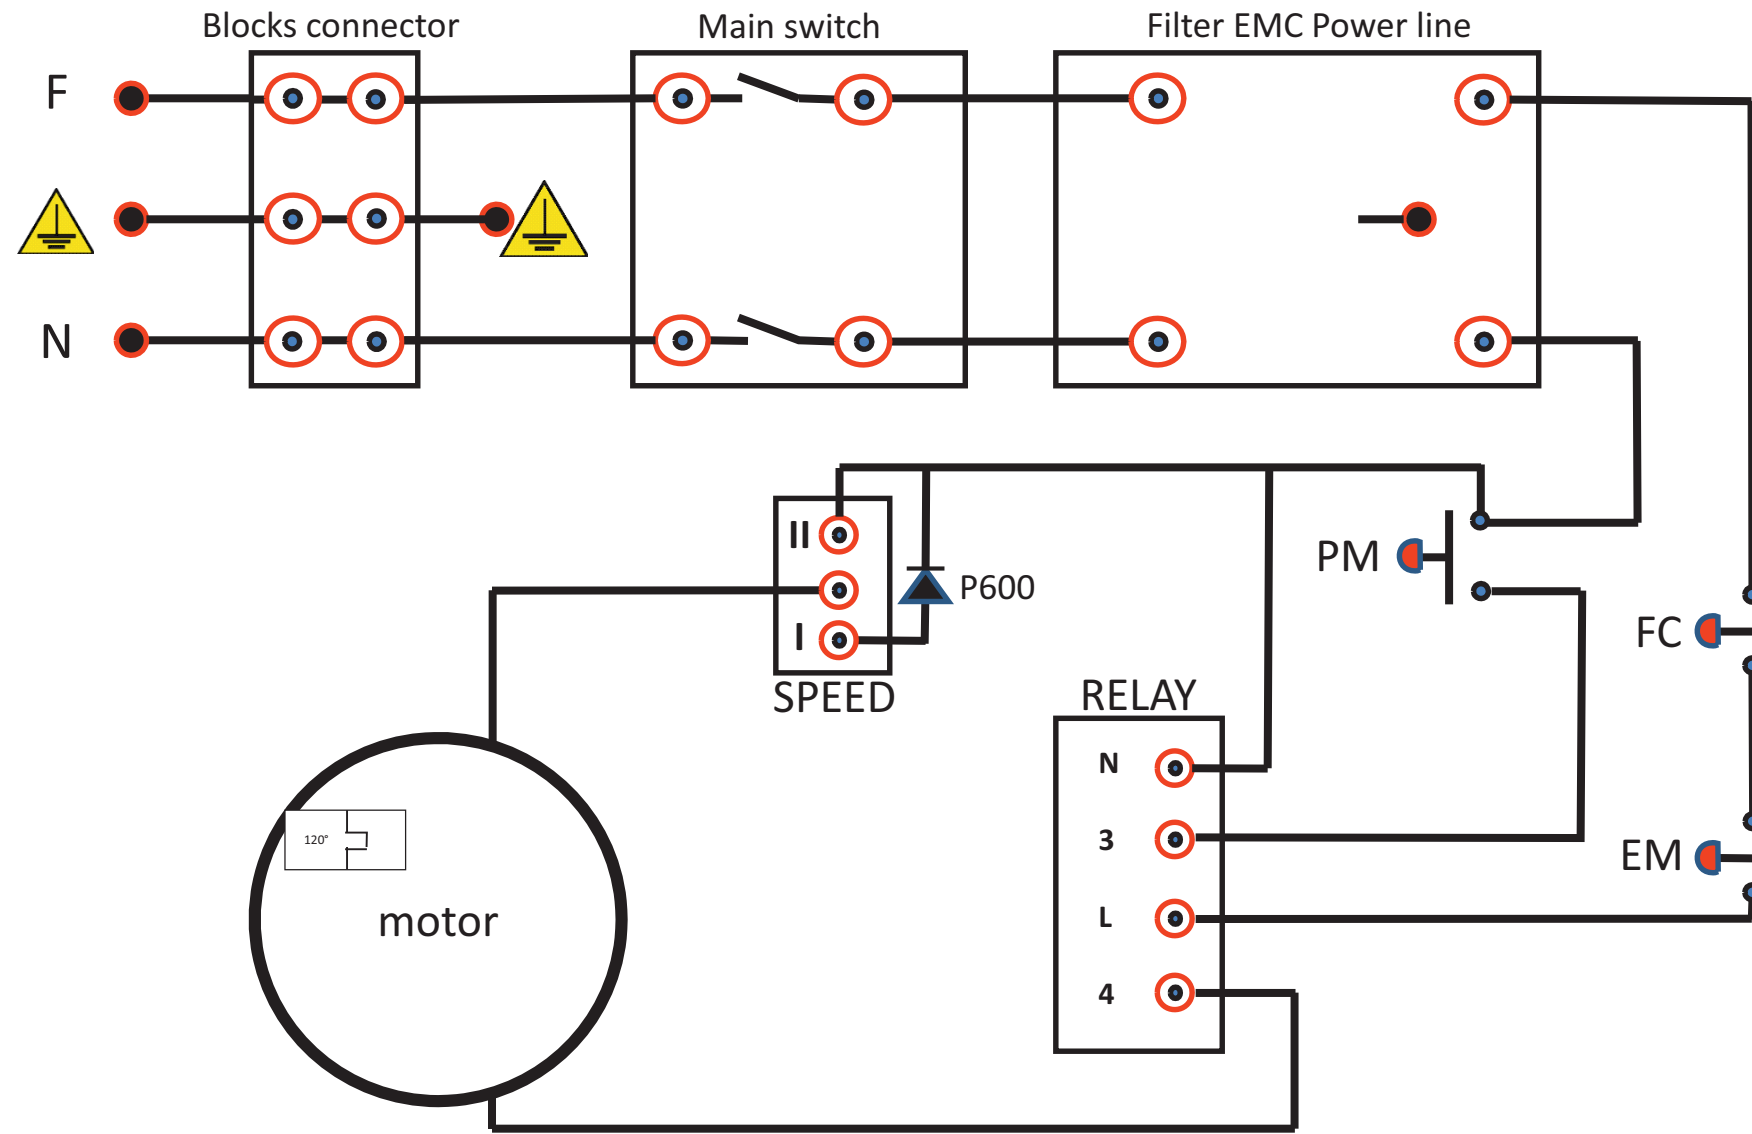 Blocks connector
Main switch
Filter EMC Power line
F
N
II
I
P600
SPEED
PM
FC
RELAY
N
3
EM
L
4
120°
motor